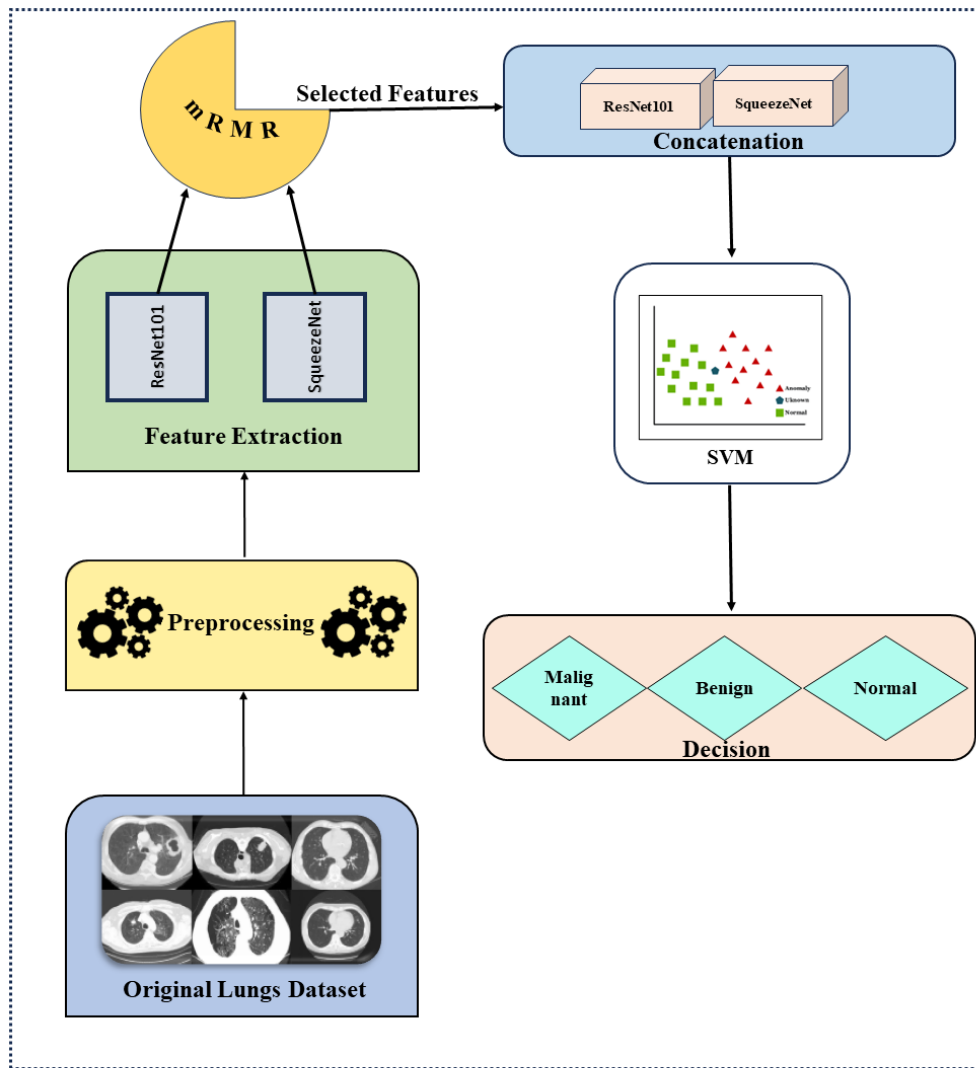 mRMR
Selected Features
ResNet101
SqueezeNet
Concatenation
ResNet101
SqueezeNet
Feature Extraction
Anomaly
Uknown
Normal
SVM
Preprocessing
Malig
nant
Benign
Normal
Decision
Original Lungs Dataset